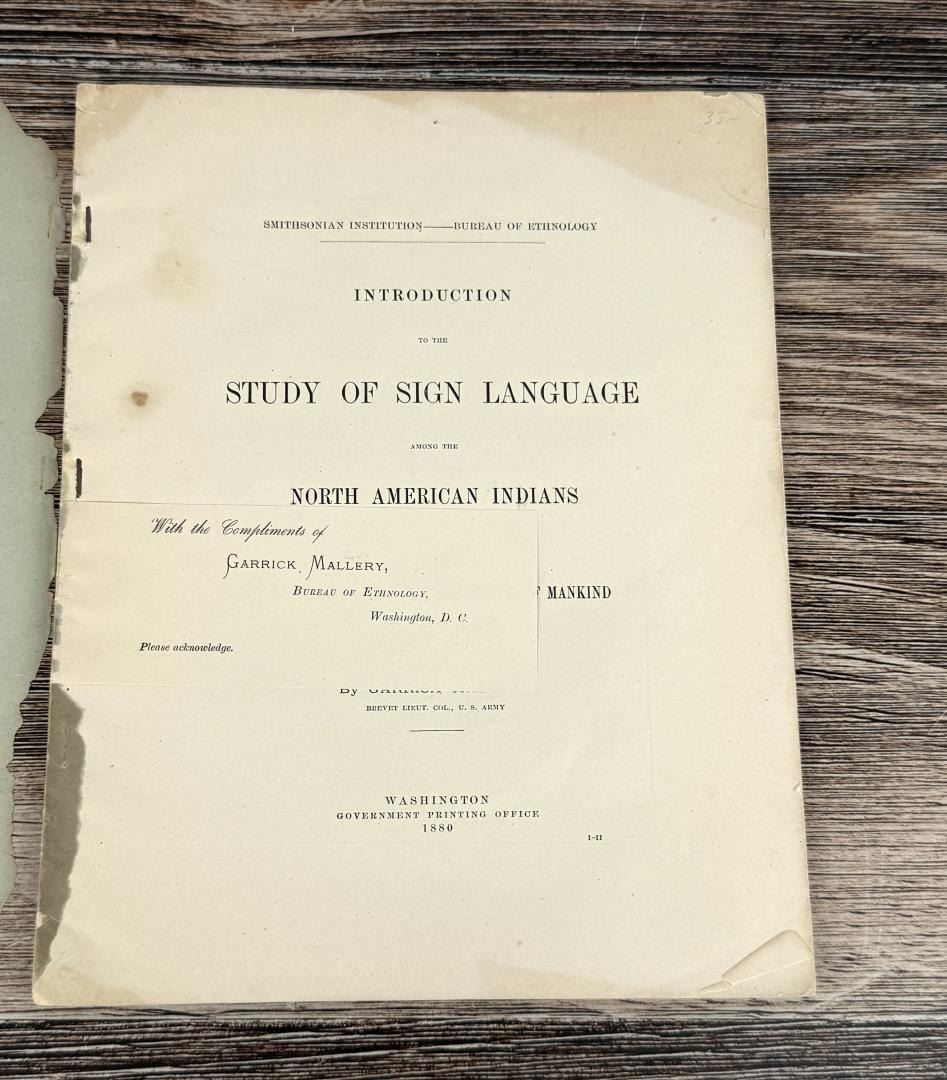 35-
SMITHSONIAN INSTITUTION——BUREAU OF ETHNOLOGY
INTRODUCTION
TO THE
STUDY OF SIGN LANGUAGE
AMONG THE
NORTH AMERICAN INDIANS
With the Compliments of
GARRICK MALLERY,
BUREAU OF ETHNOLOGY,
MANKIND
Washington, D. C.
Please acknowledge.
By
BREVET LIEUT. COL., U. S. ARMY
WASHINGTON
GOVERNMENT PRINTING OFFICE
1880
I-II